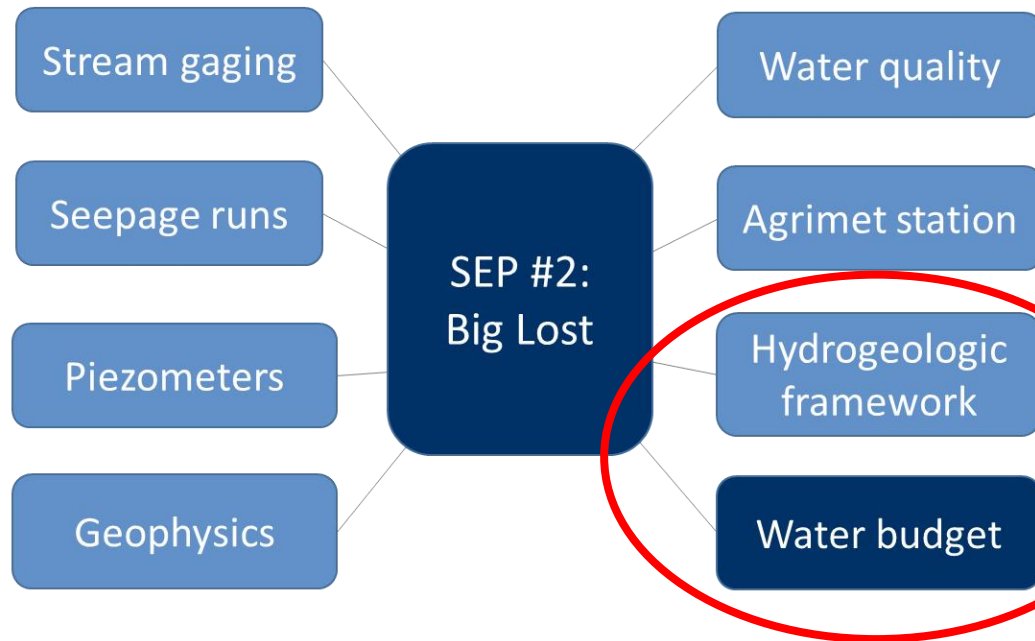 Stream gaging
Seepage runs
Piezometers
Geophysics
SEP #2:
Big Lost
Water quality
Agrimet station
Hydrogeologic
framework
Water budget